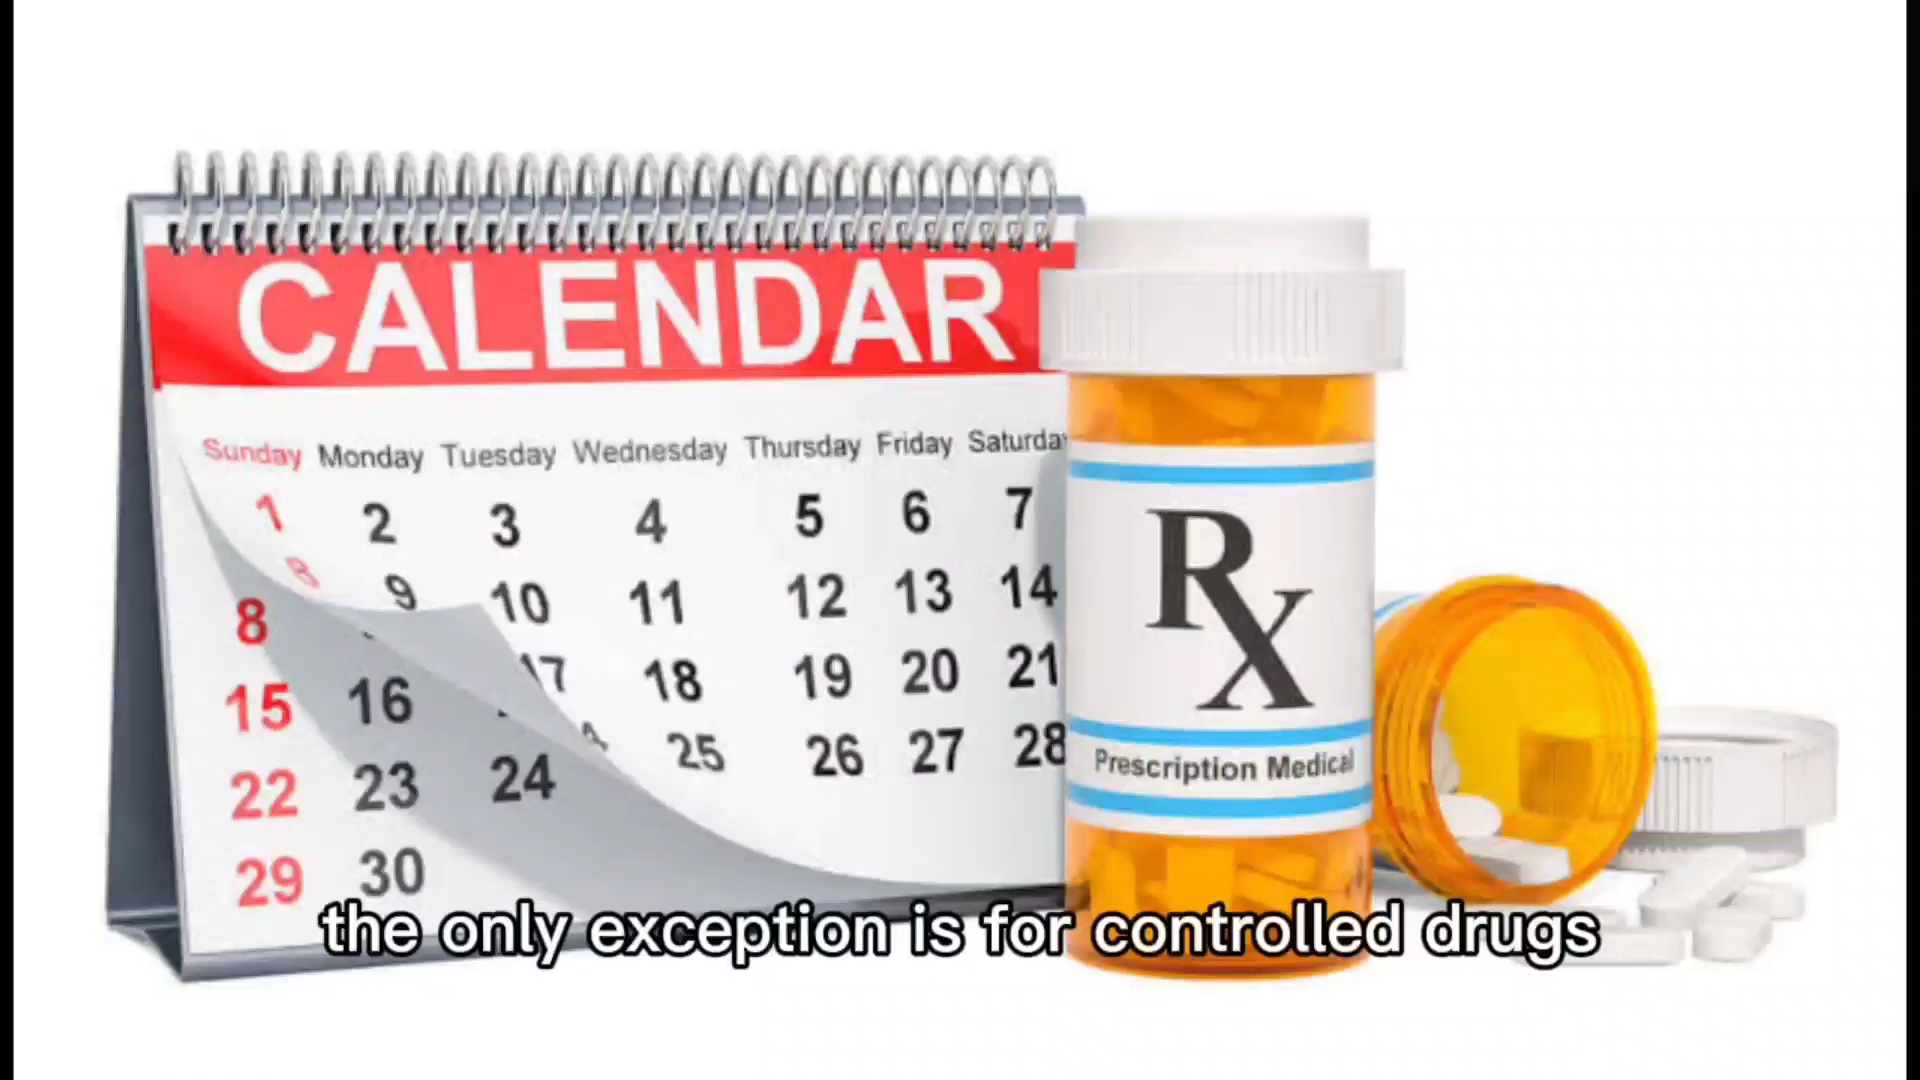 CALENDAR
Sunday Monday Tuesday Wednesday Thursday Friday Saturday
1 2 3 4 5 6 7
8
8 9 10 11 12 13 14
15 16 17 18 19 20 21
22 23 24 25 26 27 28
29 30
Rx
Prescription Medical
the only exception is for controlled drugs